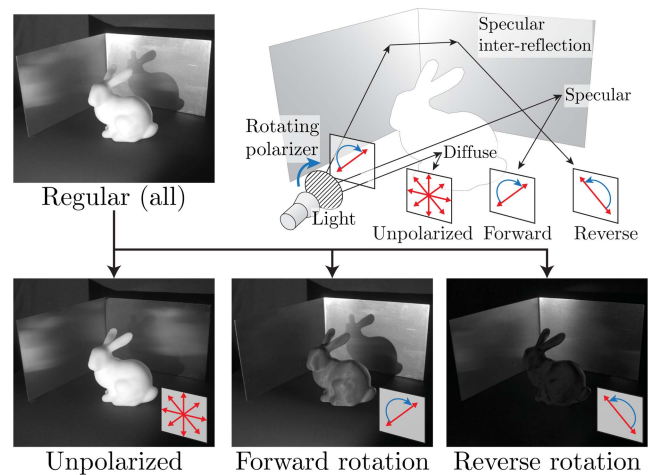 Specular
inter-reflection
Specular
Rotating
polarizer
Diffuse
Light
Regular (all)
Unpolarized
Forward
Reverse
Unpolarized
Forward rotation
Reverse rotation